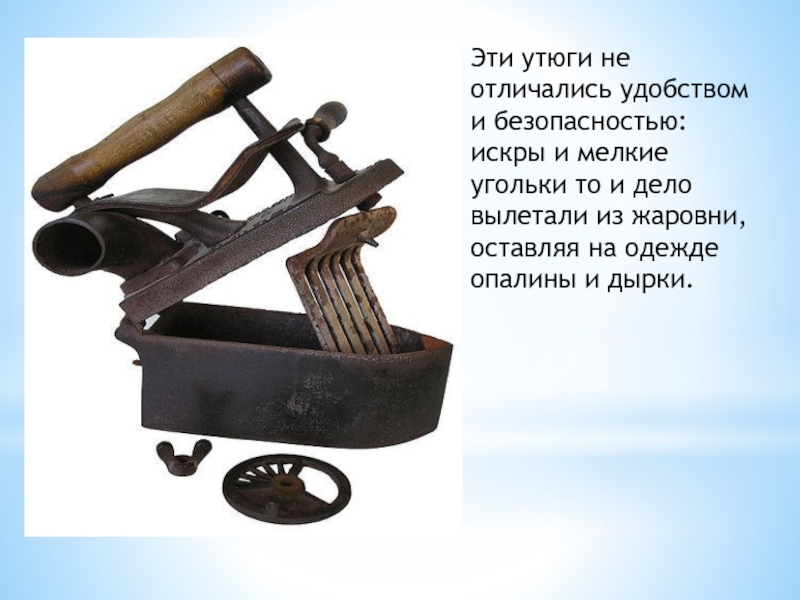 Эти утюги не
отличались удобством
и безопасностью:
искры и мелкие
угольки то и дело
вылетали из жаровни,
оставляя на одежде
опалины и дырки.